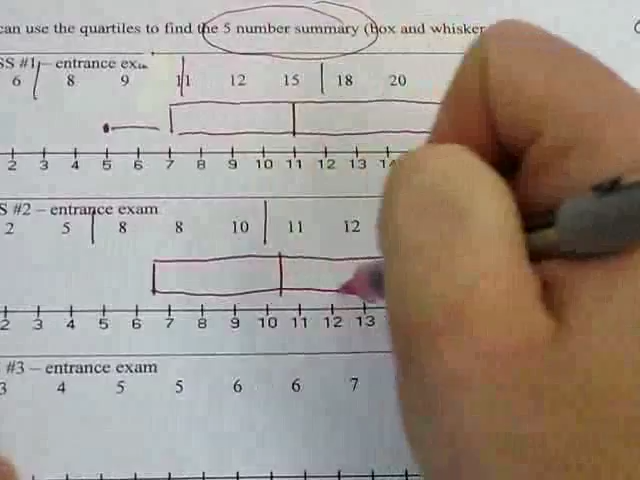 can use the quartiles to find the 5 number summary (box and whisker
SS #1 – entrance
6 8 9 11 12 15 18 20
2 3 4 5 6 7 8 9 10 11 12 13
S #2 – entrance exam
2 5 8 8 10 11 12
2 3 4 5 6 7 8 9 10 11 12 13
#3 – entrance exam
3 4 5 5 6 6 7